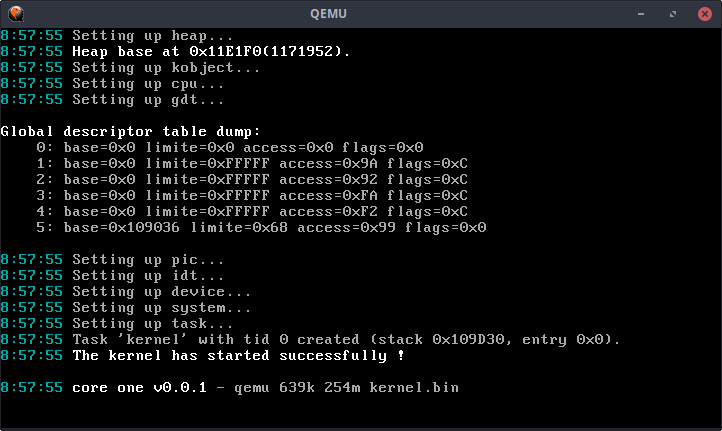 QEMU
8:57:55 Setting up heap...
8:57:55 Heap base at 0x11E1F0(1171952).
8:57:55 Setting up kobject...
8:57:55 Setting up cpu...
8:57:55 Setting up gdt...
Global descriptor table dump:
0: base=0x0 limite=0x0 access=0x0 flags=0x0
1: base=0x0 limite=0xFFFFF access=0x9A flags=0xC
2: base=0x0 limite=0xFFFFF access=0x92 flags=0xC
3: base=0x0 limite=0xFFFFF access=0xFA flags=0xC
4: base=0x0 limite=0xFFFFF access=0xF2 flags=0xC
5: base=0x109036 limite=0x68 access=0x99 flags=0x0
8:57:55 Setting up pic...
8:57:55 Setting up idt...
8:57:55 Setting up device...
8:57:55 Setting up system...
8:57:55 Setting up task...
8:57:55 Task 'kernel' with tid 0 created (stack 0x109D30, entry 0x0).
8:57:55 The kernel has started successfully !
8:57:55 core one v0.0.1 - qemu 639k 254m kernel.bin